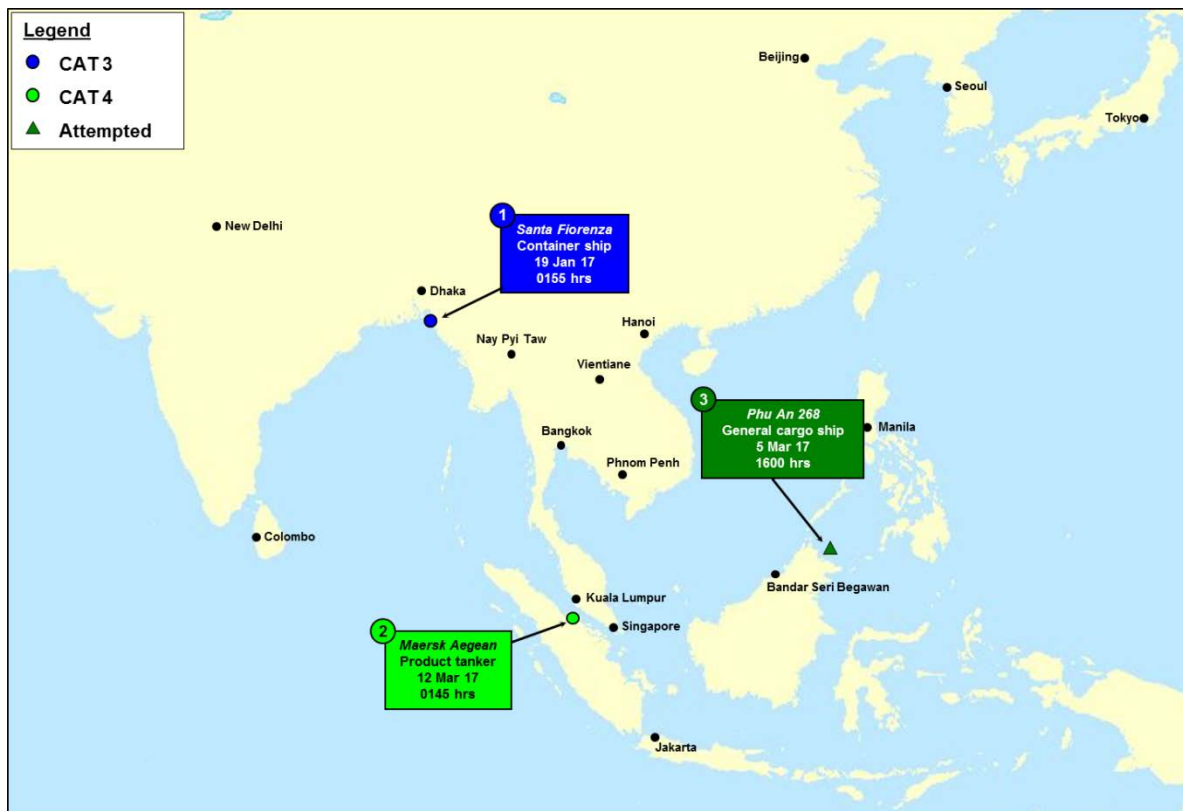 Legend
CAT 3
CAT 4
Attempted
Beijing
Seoul
Tokyo
New Delhi
1
Santa Fiorenza
Container ship
19 Jan 17
0155 hrs
Dhaka
Hanoi
Nay Pyi Taw
Vientiane
3
Phu An 268
General cargo ship
5 Mar 17
1600 hrs
Manila
Bangkok
Phnom Penh
Colombo
Bandar Seri Begawan
Kuala Lumpur
Singapore
2
Maersk Aegean
Product tanker
12 Mar 17
0145 hrs
Jakarta